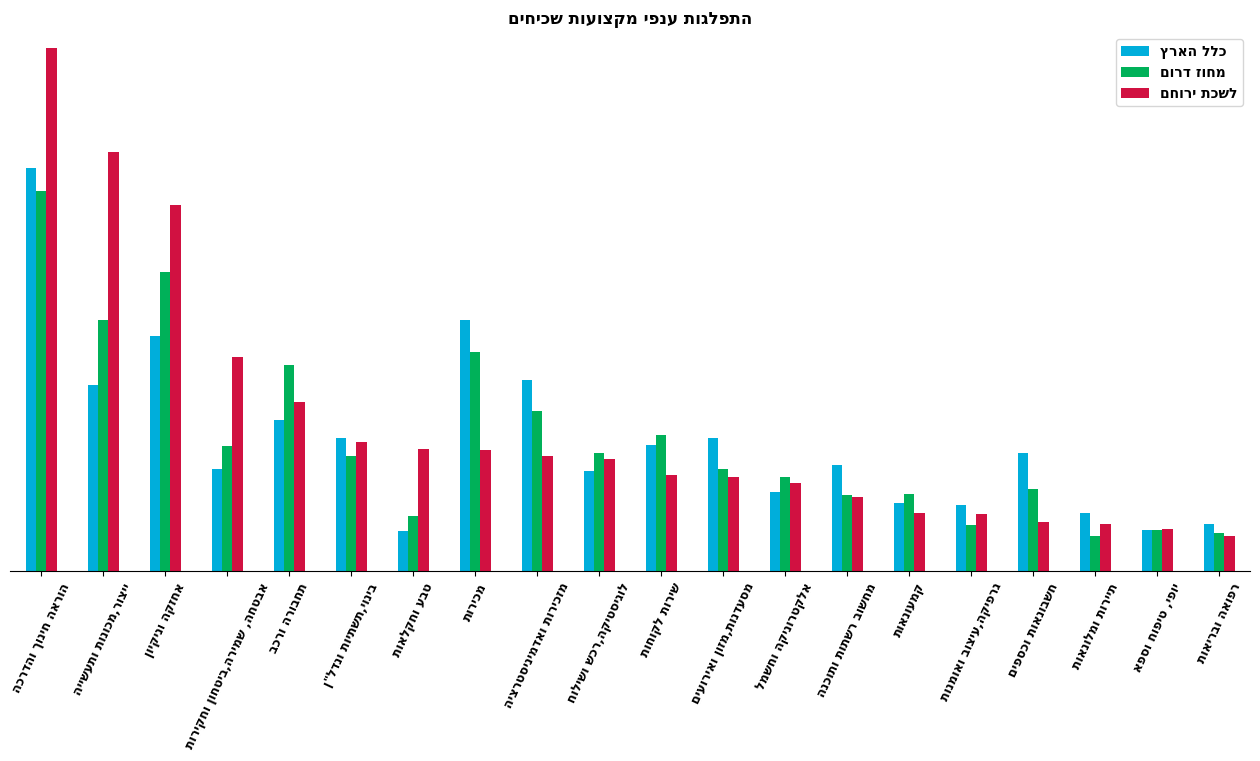 התפלגות ענפי מקצועות שכיחים
כלל הארץ
מחוז דרום
לשכת ירוחם
הוראה חינוך והדרכה
ייצור,מכונות ותעשייה
אחזקה וניקיון
אבטחה, שמירה,ביטחון וחקירות
תחבורה ורכב
בינוי,תשתיות ונדל"ן
טבע וחקלאות
מכירות
מזכירות ואדמיניסטרציה
לוגיסטיקה,רכש ושילוח
שירות לקוחות
מסעדנות,מזון ואירועים
אלקטרוניקה וחשמל
מחשוב רשתות ותוכנה
קמעונאות
גרפיקה,עיצוב ואומנות
חשבונאות וכספים
תיירות ומלונאות
יופי, טיפוח וספא
רפואה ובריאות